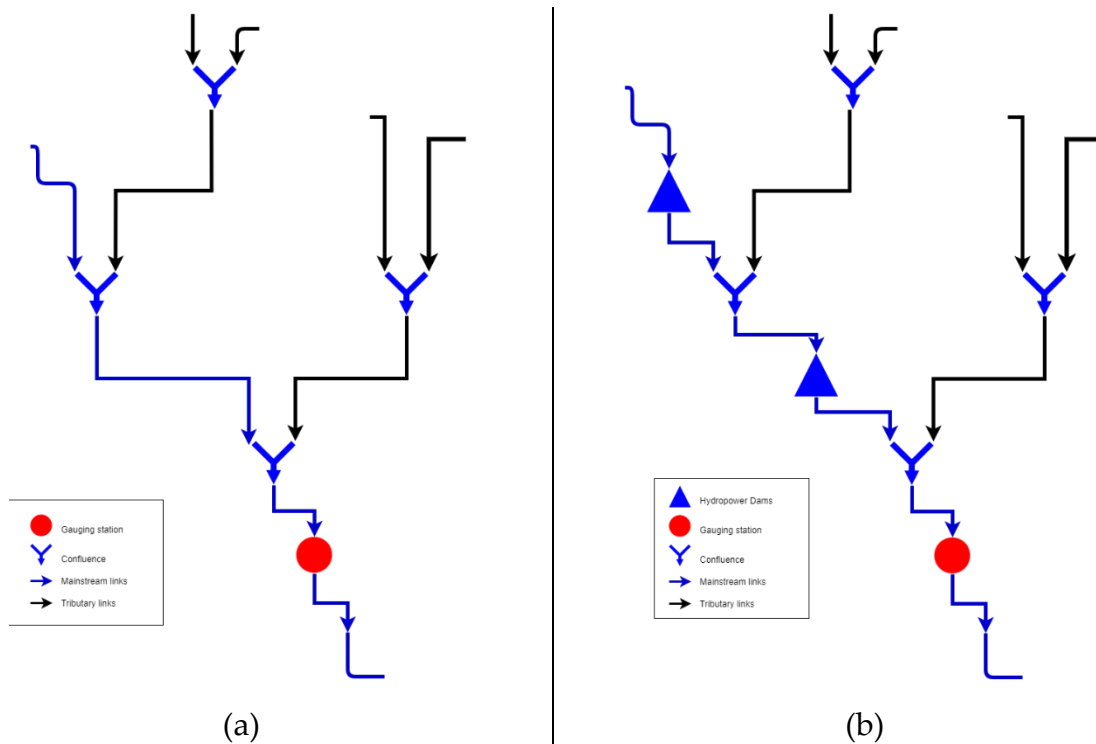 Gauging station
Confluence
Mainstream links
Tributary links
(a)
Hydropower Dams
Gauging station
Confluence
Mainstream links
Tributary links
(b)